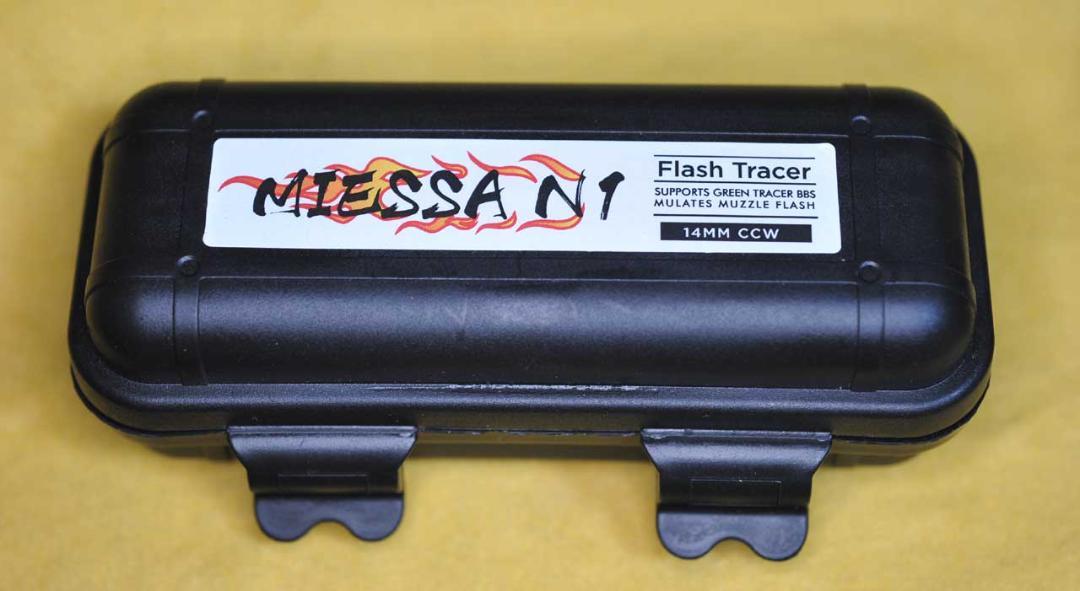 MIESSA N1
Flash Tracer
SUPPORTS GREEN TRACER BBS
MULATES MUZZLE FLASH
14MM CCW